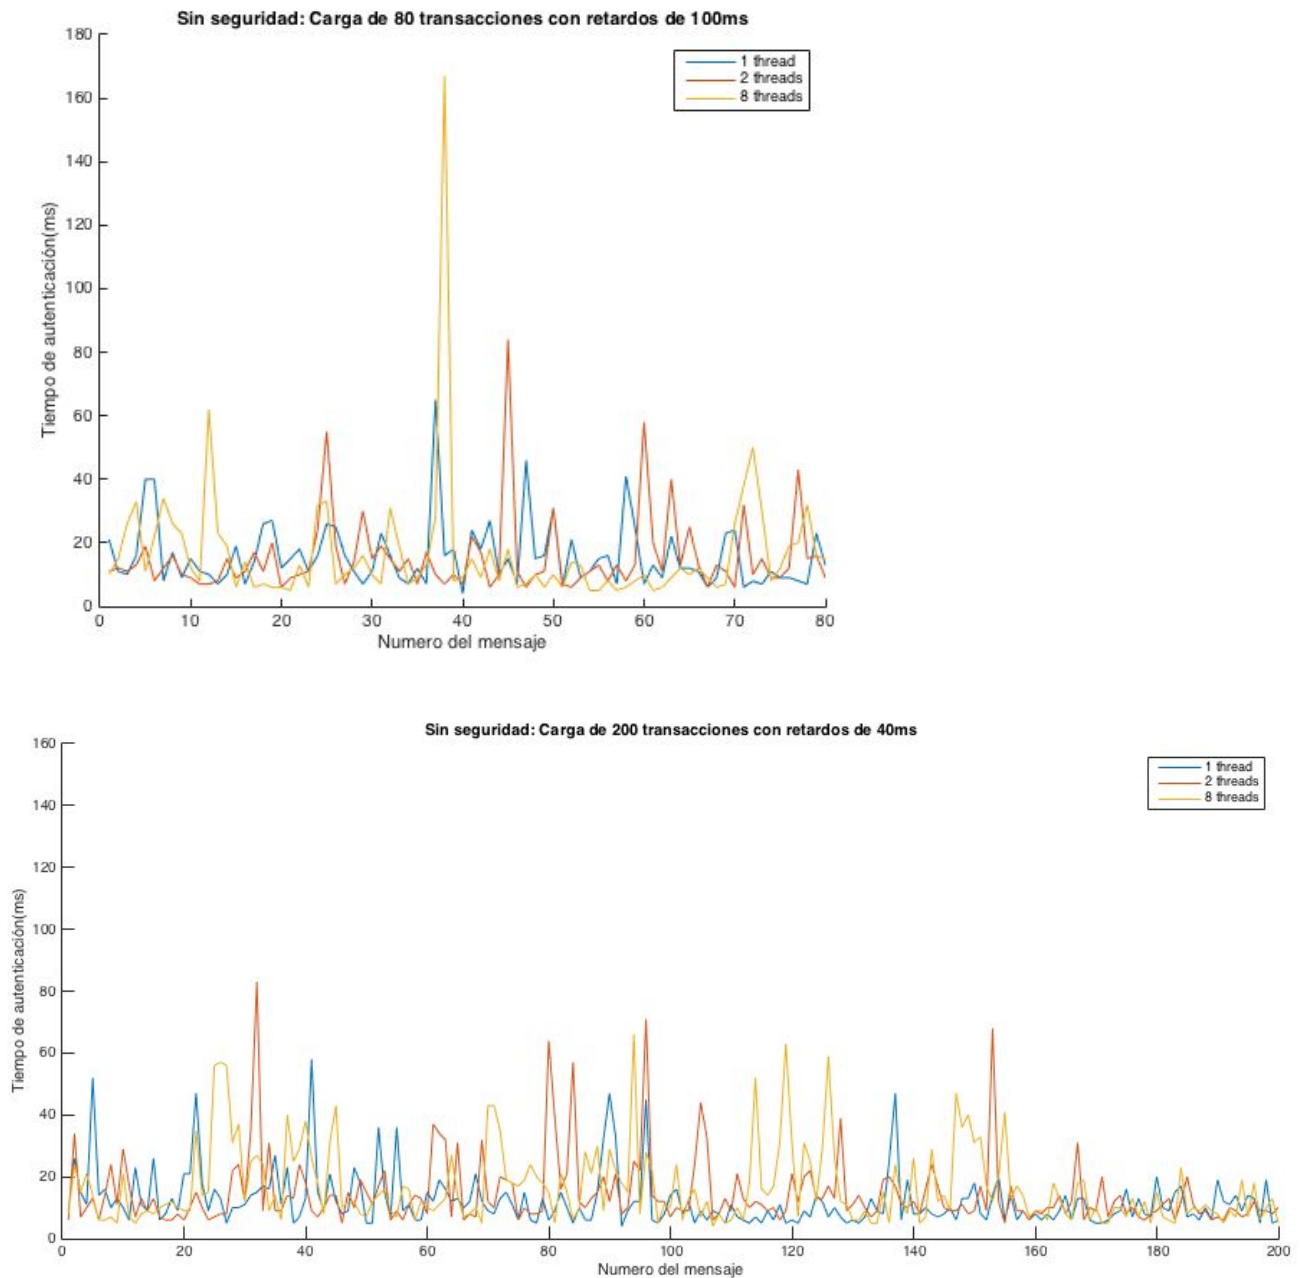 Sin seguridad: Carga de 80 transacciones con retardos de 100ms
180
160
140
120
100
80
60
40
20
0
Tiempo de autenticación(ms)
1 thread
2 threads
8 threads
0 10 20 30 40 50 60 70 80
Numero del mensaje
Sin seguridad: Carga de 200 transacciones con retardos de 40ms
160
140
120
100
80
60
40
20
0
Tiempo de autenticación(ms)
1 thread
2 threads
8 threads
0 20 40 60 80 100 120 140 160 180 200
Numero del mensaje